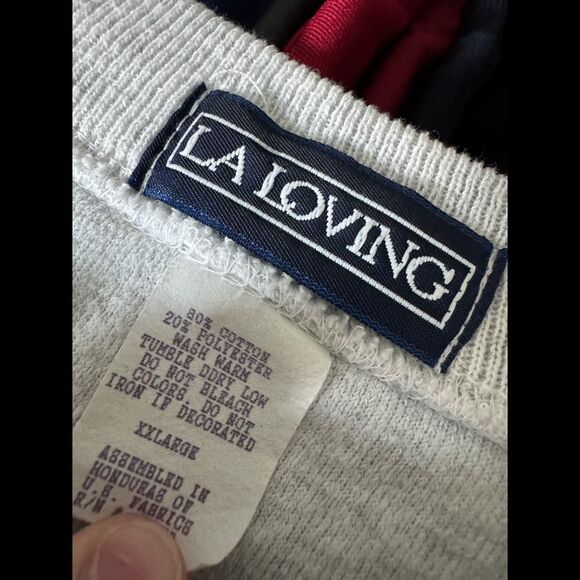 LA LOVING
80% COTTON
20% POLYESTER
WASH WARM
TUMBLE DDRY LOW
DO NOT BLEACH
COLORS. DO NOT
IRON IF DECORATED
XXLARGE
ASSEMBLED IN
HONDURAS OF
U.S. FABRICS
R/N